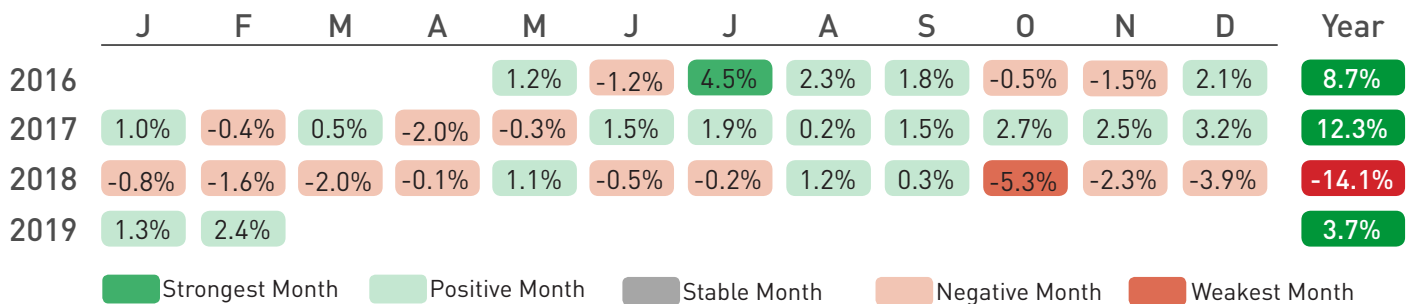 J F M A M J J A S O N D Year
2016 1.2% -1.2% 4.5% 2.3% 1.8% -0.5% -1.5% 2.1% 8.7%
2017 1.0% -0.4% 0.5% -2.0% -0.3% 1.5% 1.9% 0.2% 1.5% 2.7% 2.5% 3.2% 12.3%
2018 -0.8% -1.6% -2.0% -0.1% 1.1% -0.5% -0.2% 1.2% 0.3% -5.3% -2.3% -3.9% -14.1%
2019 1.3% 2.4% 3.7%
Strongest Month Positive Month Stable Month Negative Month Weakest Month